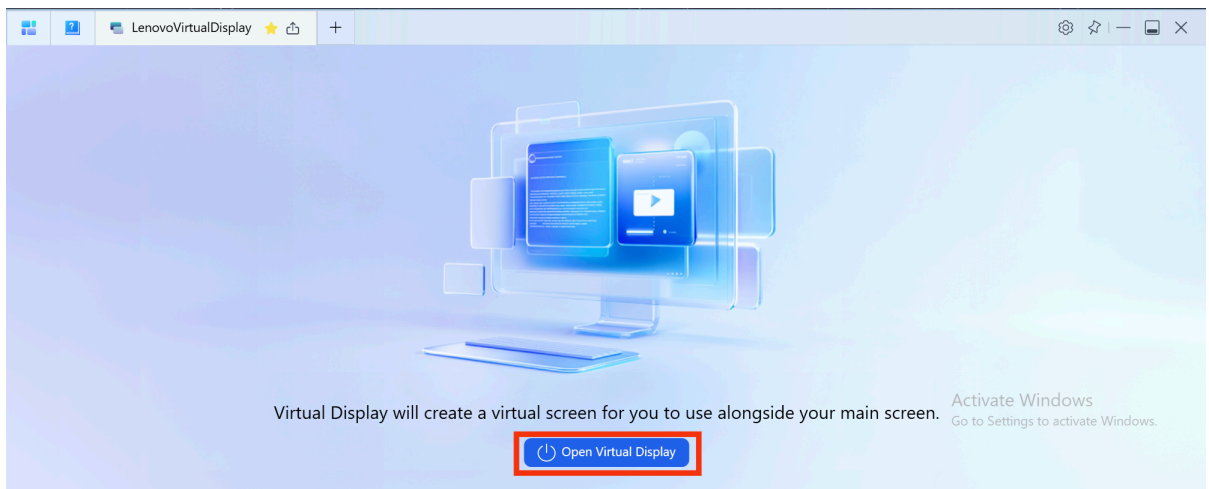 LenovoVirtualDisplay
Virtual Display will create a virtual screen for you to use alongside your main screen.
Activate Windows
Go to Settings to activate Windows.
Open Virtual Display